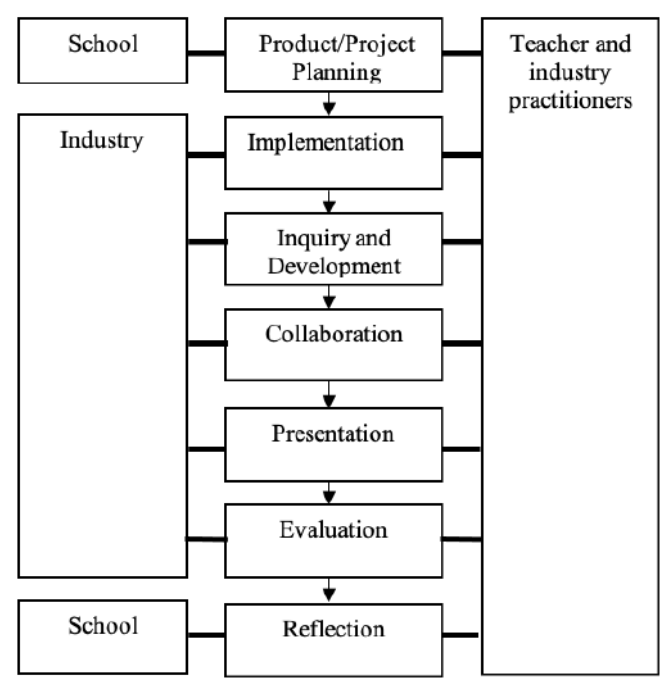 School
Product/Project
Planning
Teacher and
industry
practitioners
Industry
Implementation
Inquiry and
Development
Collaboration
Presentation
Evaluation
School
Reflection